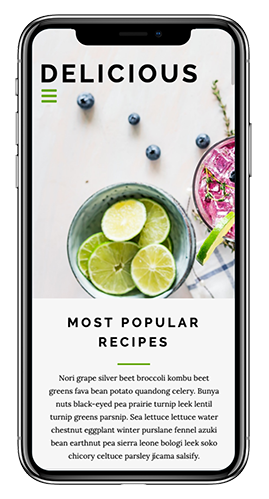 DELICIOUS
MOST POPULAR
RECIPES
Nori grape silver beet broccoli kombu beet
greens fava bean potato quandong celery. Bunya
nuts black-eyed pea prairie turnip leek lentil
turnip greens parsnip. Sea lettuce lettuce water
chestnut eggplant winter purslane fennel azuki
bean earthnut pea sierra leone bologi leek soko
chicory celtuce parsley jicama salsify.